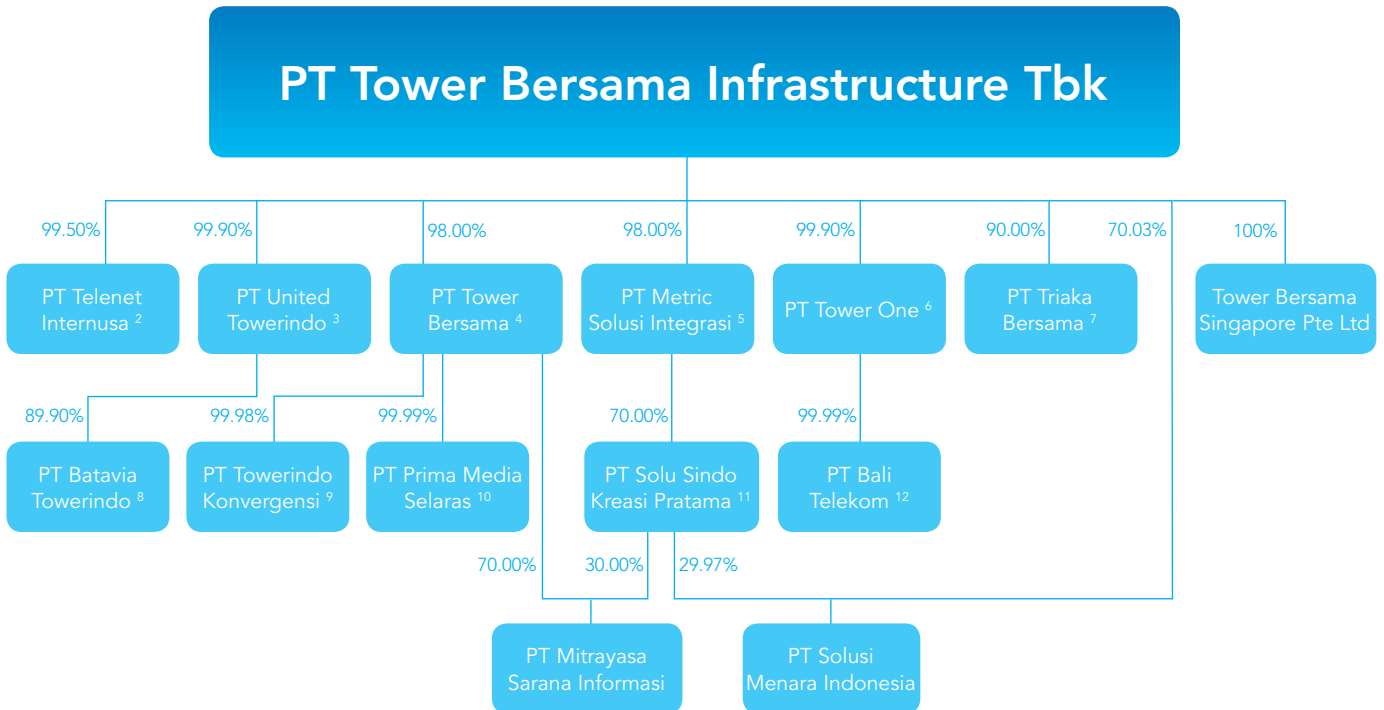 PT Tower Bersama Infrastructure Tbk
99.50%
99.90%
98.00%
98.00%
99.90%
90.00%
70.03%
100%
PT Telenet
Internusa 2
PT United
Towerindo 3
PT Tower
Bersama 4
PT Metric
Solusi Integrasi 5
PT Tower One 6
PT Triaka
Bersama 7
Tower Bersama
Singapore Pte Ltd
89.90%
99.98%
99.99%
70.00%
99.99%
PT Batavia
Towerindo 8
PT Towerindo
Konvergensi 9
PT Prima Media
Selaras 10
PT Solu Sindo
Kreasi Pratama 11
PT Bali
Telekom 12
70.00%
30.00%
29.97%
PT Mitrayasa
Sarana Informasi
PT Solusi
Menara Indonesia